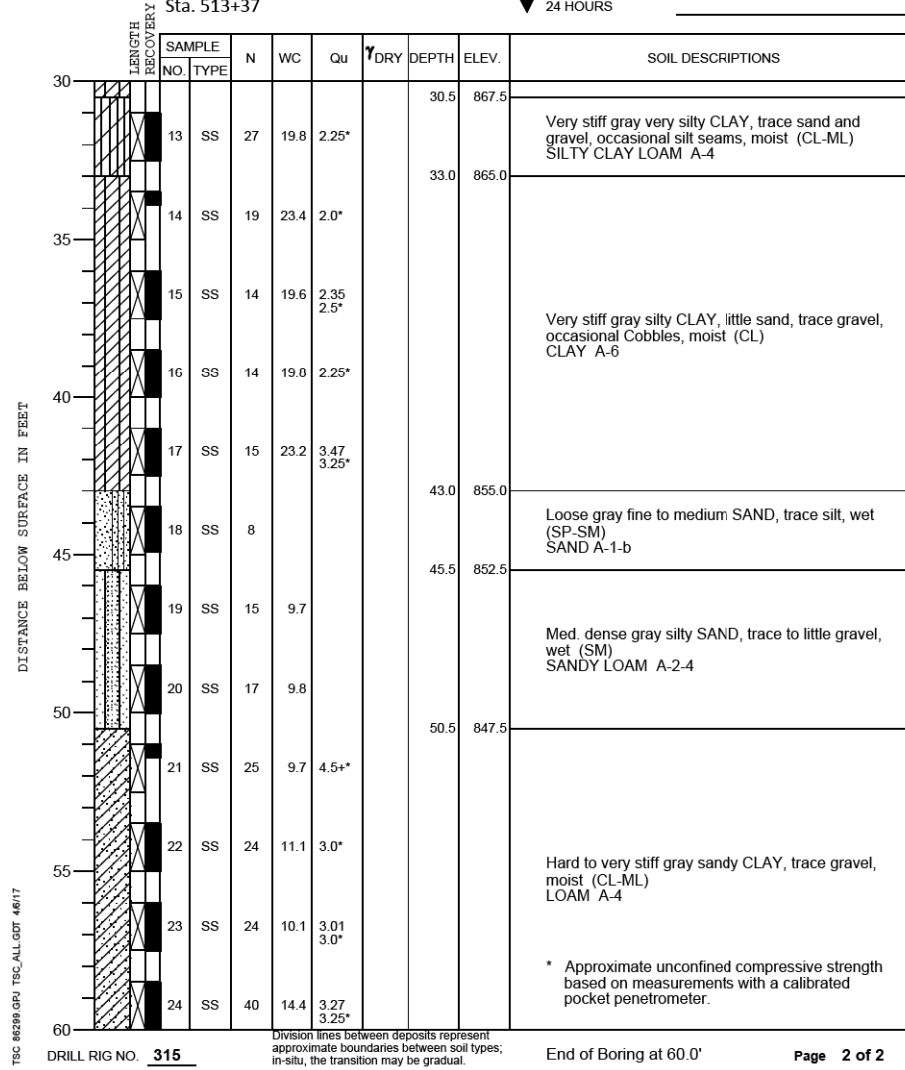 Sta. 513+37
▼ 24 HOURS
LENGTH
RECOVERY
SAMPLE
NO. TYPE
N
WC
Qu
γDRY
DEPTH
ELEV.
SOIL DESCRIPTIONS
DISTANCE BELOW SURFACE IN FEET
30
30.5 867.5
13 SS 27 19.8 2.25*
Very stiff gray very silty CLAY, trace sand and
gravel, occasional silt seams, moist (CL-ML)
SILTY CLAY LOAM A-4
33.0 865.0
14 SS 19 23.4 2.0*
35
15 SS 14 19.6 2.35
2.5*
Very stiff gray silty CLAY, little sand, trace gravel,
occasional Cobbles, moist (CL)
CLAY A-6
16 SS 14 19.0 2.25*
40
17 SS 15 23.2 3.47
3.25*
43.0 855.0
18 SS 8
Loose gray fine to medium SAND, trace silt, wet
(SP-SM)
SAND A-1-b
45
45.5 852.5
19 SS 15 9.7
Med. dense gray silty SAND, trace to little gravel,
wet (SM)
SANDY LOAM A-2-4
20 SS 17 9.8
50
50.5 847.5
21 SS 25 9.7 4.5+*
22 SS 24 11.1 3.0*
55
Hard to very stiff gray sandy CLAY, trace gravel,
moist (CL-ML)
LOAM A-4
23 SS 24 10.1 3.01
3.0*
* Approximate unconfined compressive strength
based on measurements with a calibrated
pocket penetrometer.
24 SS 40 14.4 3.27
3.25*
60
TSC 86299.GPJ TSC_ALL.GDT 4/6/17
DRILL RIG NO. 315
Division lines between deposits represent
approximate boundaries between soil types;
in-situ, the transition may be gradual.
End of Boring at 60.0'
Page 2 of 2